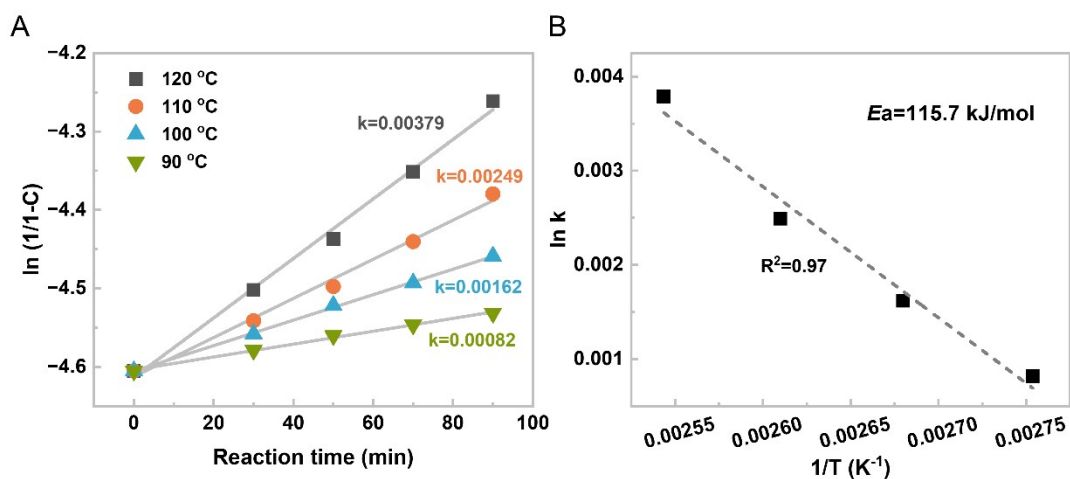 A
−4.2
−4.3
−4.4
−4.5
−4.6
ln (1/1-C)
120 °C
110 °C
100 °C
90 °C
k=0.00379
k=0.00249
k=0.00162
k=0.00082
0
20
40
60
80
100
Reaction time (min)
B
0.004
0.003
0.002
0.001
ln k
Ea=115.7 kJ/mol
R²=0.97
0.00255
0.00260
0.00265
0.00270
0.00275
1/T (K⁻¹)